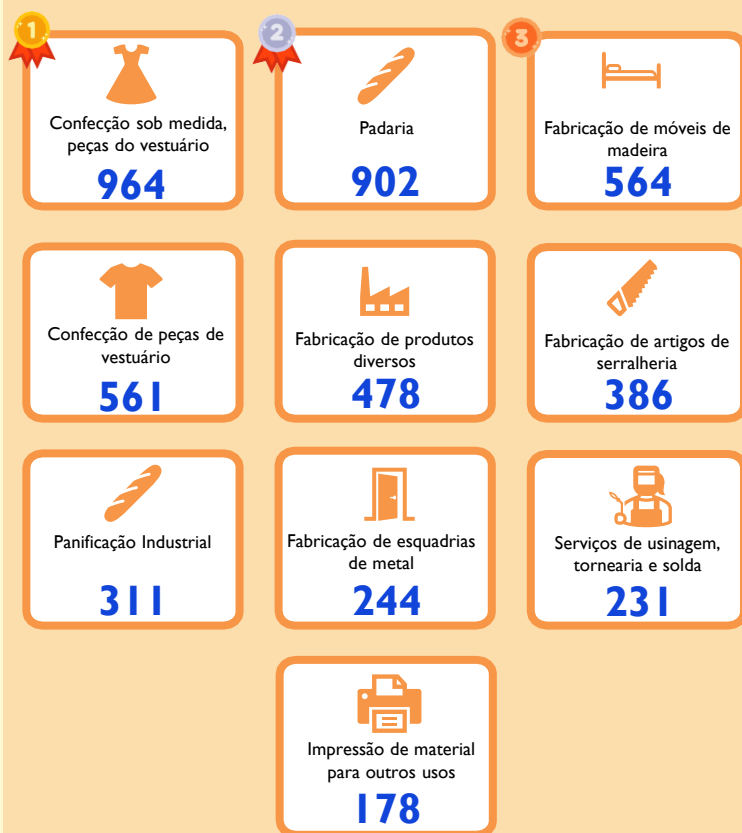 1
2
3
Confecção sob medida,
peças do vestuário
964
Padaria
902
Fabricação de móveis de
madeira
564
Confecção de peças de
vestuário
561
Fabricação de produtos
diversos
478
Fabricação de artigos de
serralheria
386
Panificação Industrial
311
Fabricação de esquadrias
de metal
244
Serviços de usinagem,
tornearia e solda
231
Impressão de material
para outros usos
178